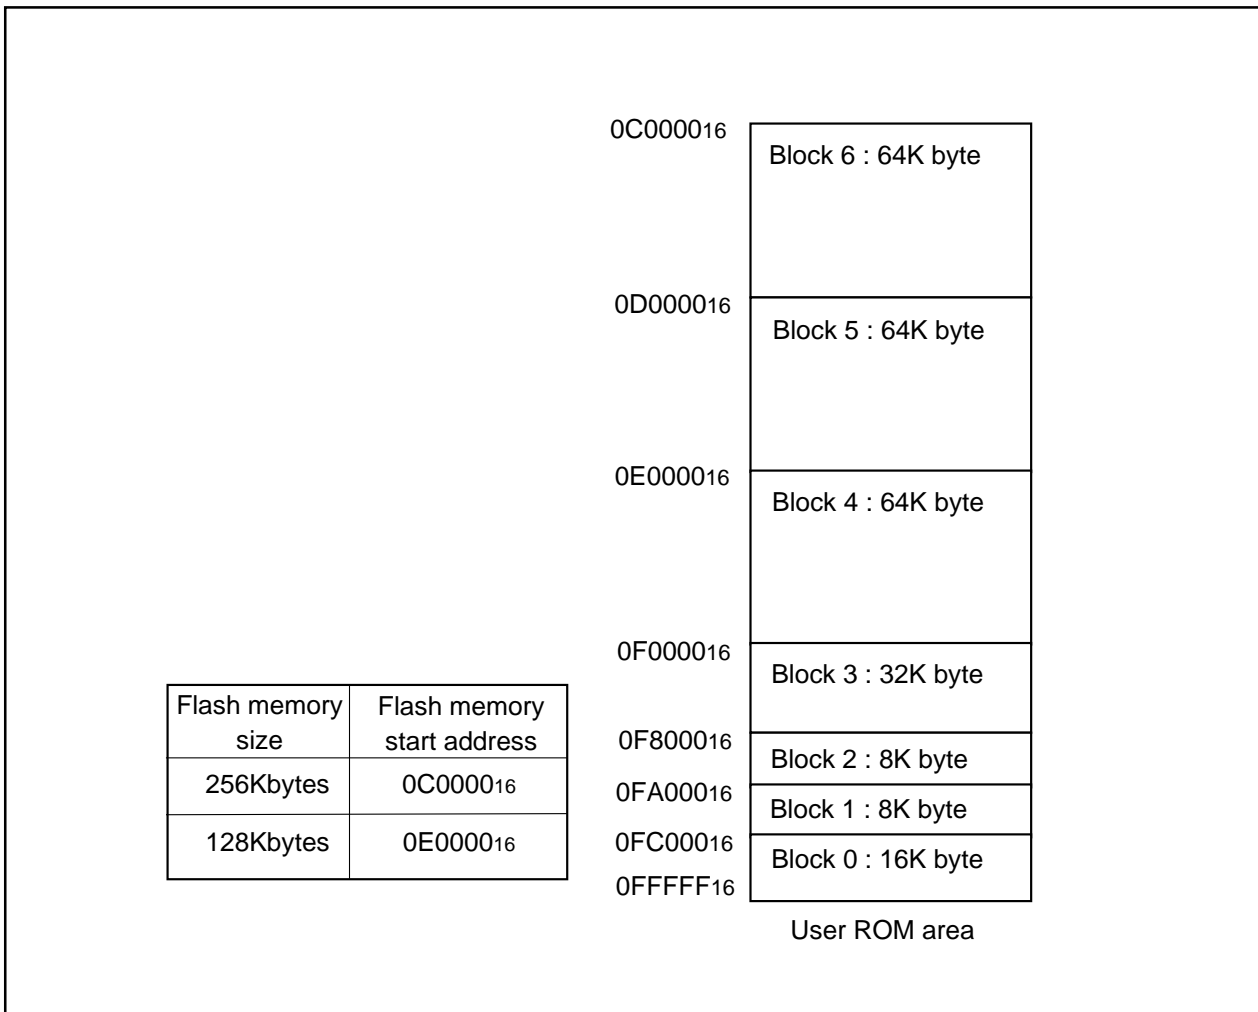 0C000016
Block 6 : 64K byte
0D000016
Block 5 : 64K byte
0E000016
Block 4 : 64K byte
0F000016
Block 3 : 32K byte
0F800016
Block 2 : 8K byte
0FA00016
Block 1 : 8K byte
0FC00016
Block 0 : 16K byte
0FFFFF16
User ROM area
Flash memory size
Flash memory start address
256Kbytes
0C000016
128Kbytes
0E000016